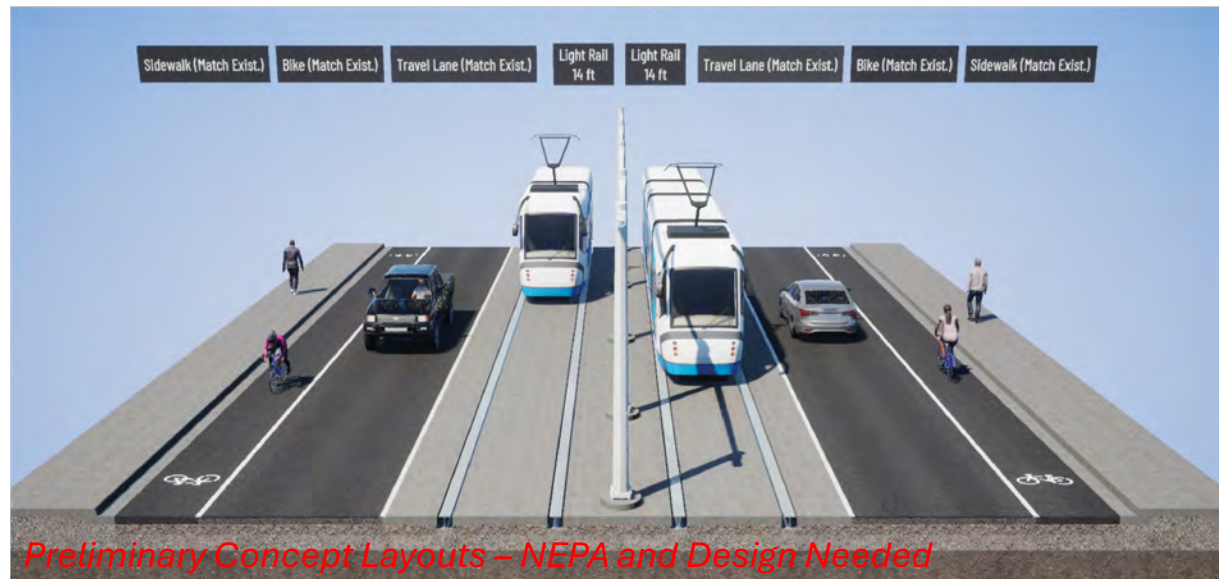 Sidewalk (Match Exist.)
Bike (Match Exist.)
Travel Lane (Match Exist.)
Light Rail
14 ft
Light Rail
14 ft
Travel Lane (Match Exist.)
Bike (Match Exist.)
Sidewalk (Match Exist.)
Preliminary Concept Layouts – NEPA and Design Needed